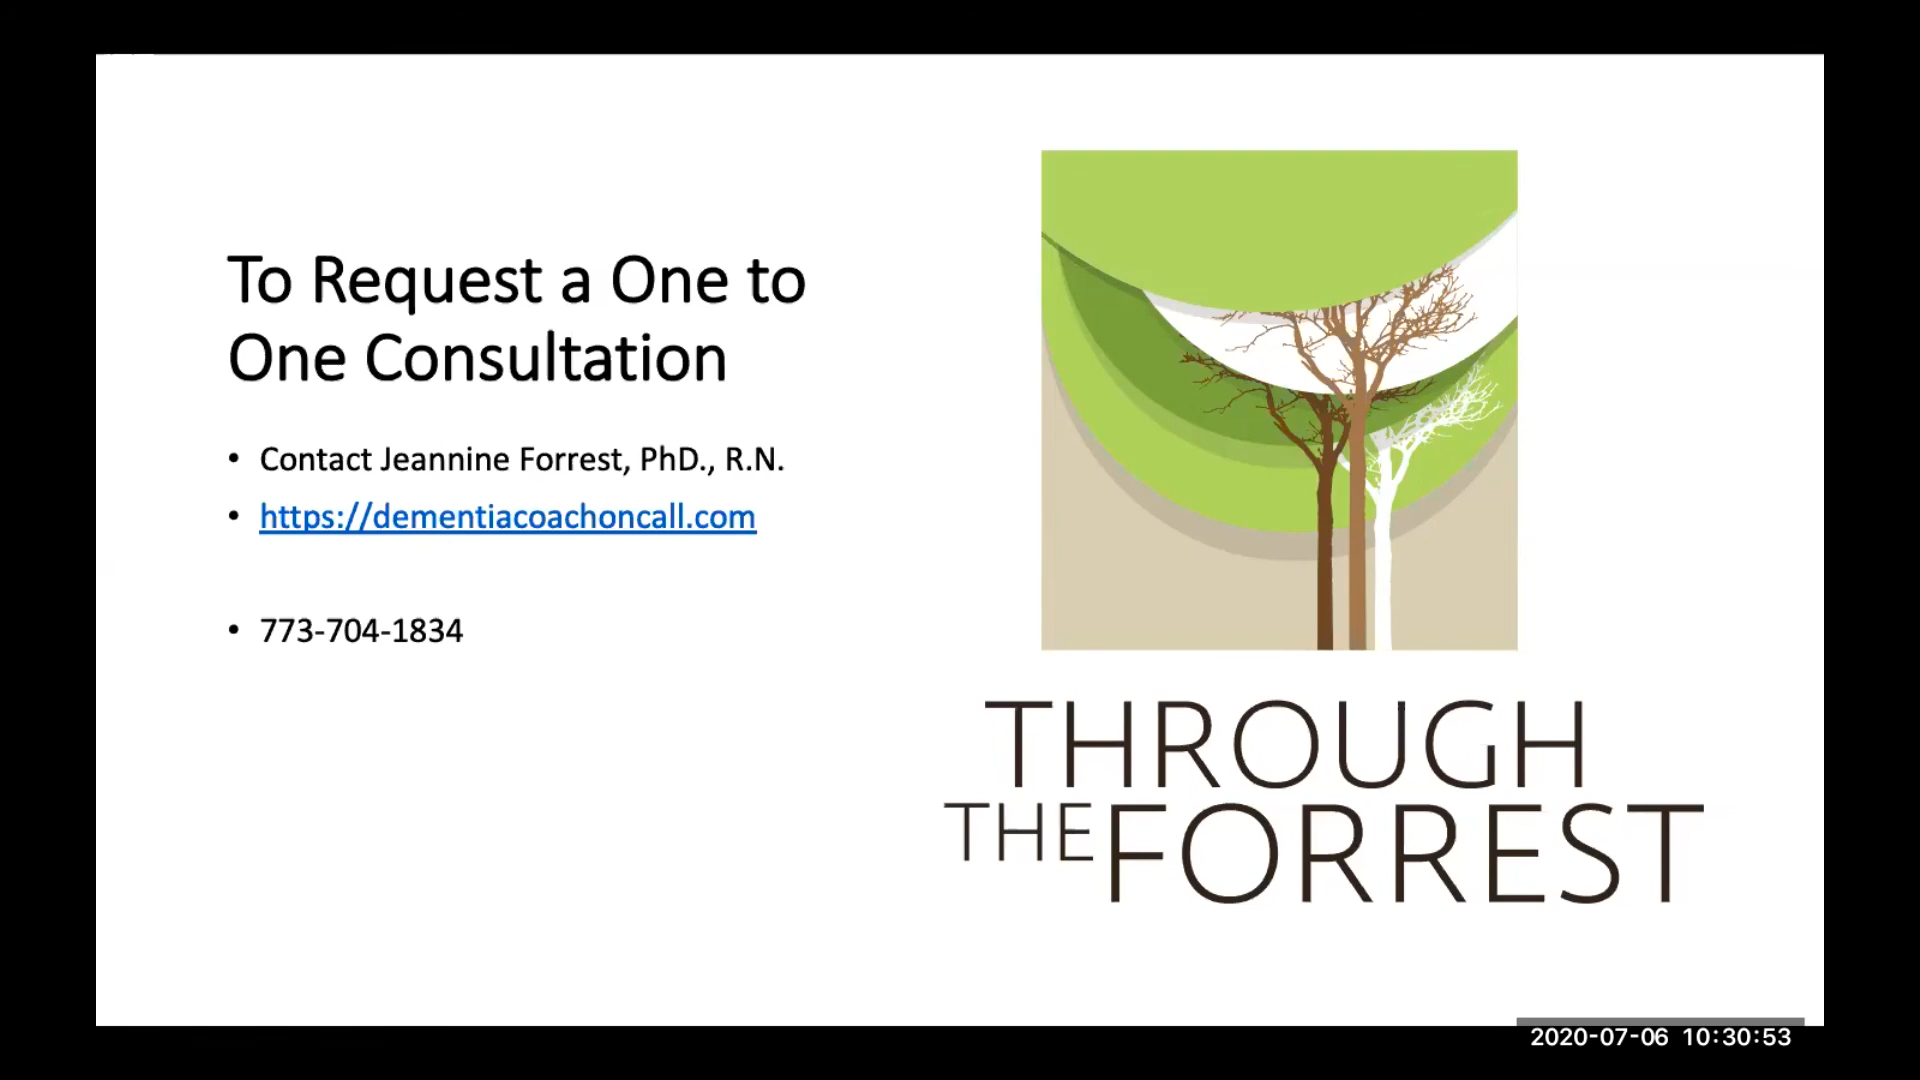 To Request a One to
One Consultation
• Contact Jeannine Forrest, PhD., R.N.
• https://dementiacoachoncall.com
• 773-704-1834
THROUGH
THE FORREST
2020-07-06 10:30:53